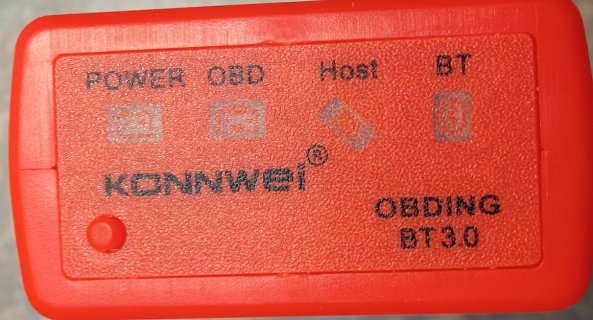 POWER OBD Host BT
KONNWEI®
OBDING
BT3.0